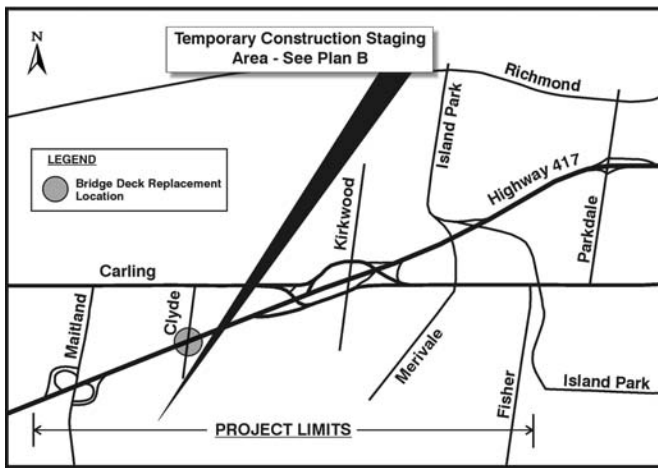 N
Temporary Construction Staging
Area - See Plan B
Richmond
Island Park
LEGEND
Bridge Deck Replacement
Location
Highway 417
Kirkwood
Parkdale
Carling
Clyde
Maitland
Merivale
Fisher
Island Park
PROJECT LIMITS